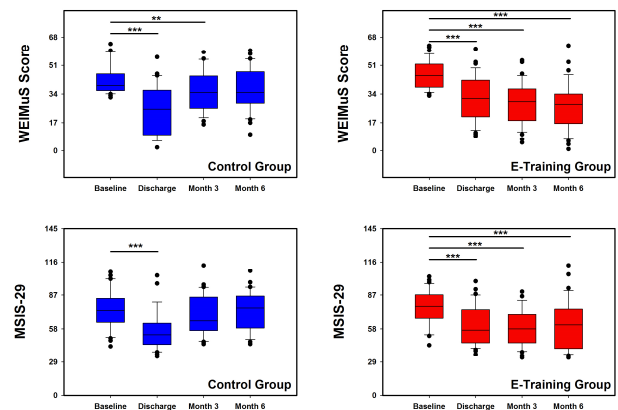 **
***
68
51
34
17
0
WEIMuS Score
Control Group
Baseline Discharge Month 3 Month 6
***
***
***
68
51
34
17
0
WEIMuS Score
E-Training Group
Baseline Discharge Month 3 Month 6
***
145
116
87
58
29
0
MSIS-29
Control Group
Baseline Discharge Month 3 Month 6
***
***
***
145
116
87
58
29
0
MSIS-29
E-Training Group
Baseline Discharge Month 3 Month 6